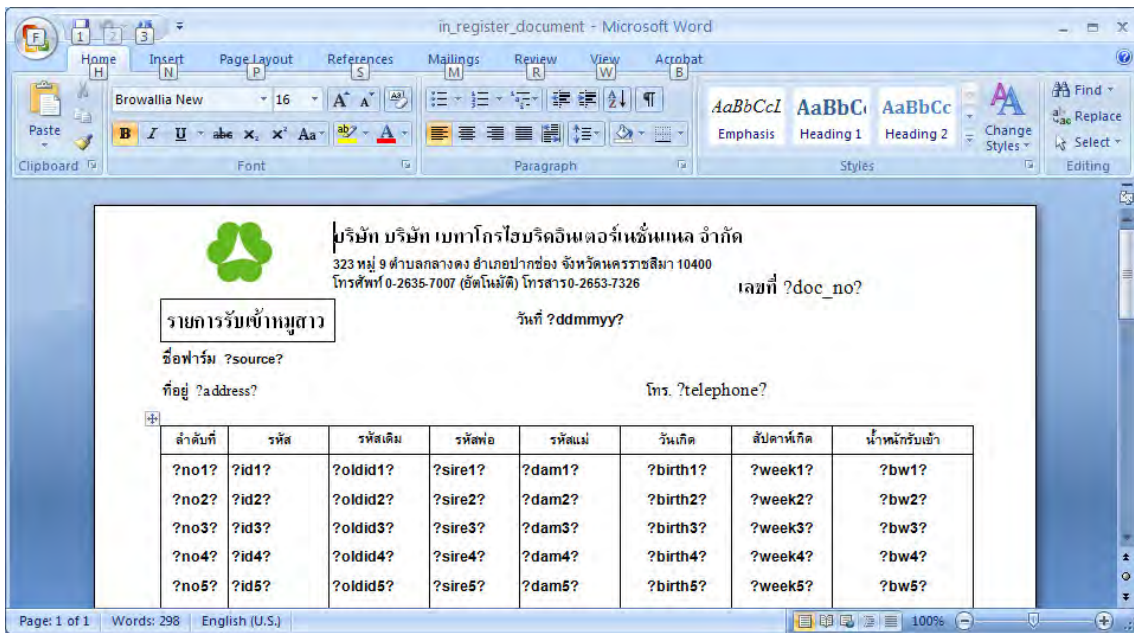 in_register_document - Microsoft Word
F 1 2 3
Home Insert Page Layout References Mailings Review View Acrobat
H N P S M R W B
Browallia New 16 A A Aa
AaBbCcI AaBbC AaBbCc
Find
Replace
Select
Paste
B I U abc X₂ X² Aa ab A
Emphasis Heading 1 Heading 2
Change Styles
Clipboard Font Paragraph Styles Editing
บริษัท บริษัท เบทาโกรไฮบริดอินเตอร์เนชั่นแนล จำกัด
323 หมู่ 9 ตำบลกลางดง อำเภอปากช่อง จังหวัดนครราชสีมา 10400
โทรศัพท์ 0-2635-7007 (อัตโนมัติ) โทรสาร0-2653-7326
เลขที่ ?doc_no?
รายการรับเข้าหมูสาว
วันที่ ?ddmmyy?
ชื่อฟาร์ม ?source?
ที่อยู่ ?address? โทร. ?telephone?
ลำดับที่ รหัส รหัสเดิม รหัสพ่อ รหัสแม่ วันเกิด สัปดาห์เกิด น้ำหนักรับเข้า
?no1? ?id1? ?oldid1? ?sire1? ?dam1? ?birth1? ?week1? ?bw1?
?no2? ?id2? ?oldid2? ?sire2? ?dam2? ?birth2? ?week2? ?bw2?
?no3? ?id3? ?oldid3? ?sire3? ?dam3? ?birth3? ?week3? ?bw3?
?no4? ?id4? ?oldid4? ?sire4? ?dam4? ?birth4? ?week4? ?bw4?
?no5? ?id5? ?oldid5? ?sire5? ?dam5? ?birth5? ?week5? ?bw5?
Page: 1 of 1 Words: 298 English (U.S.) 100%